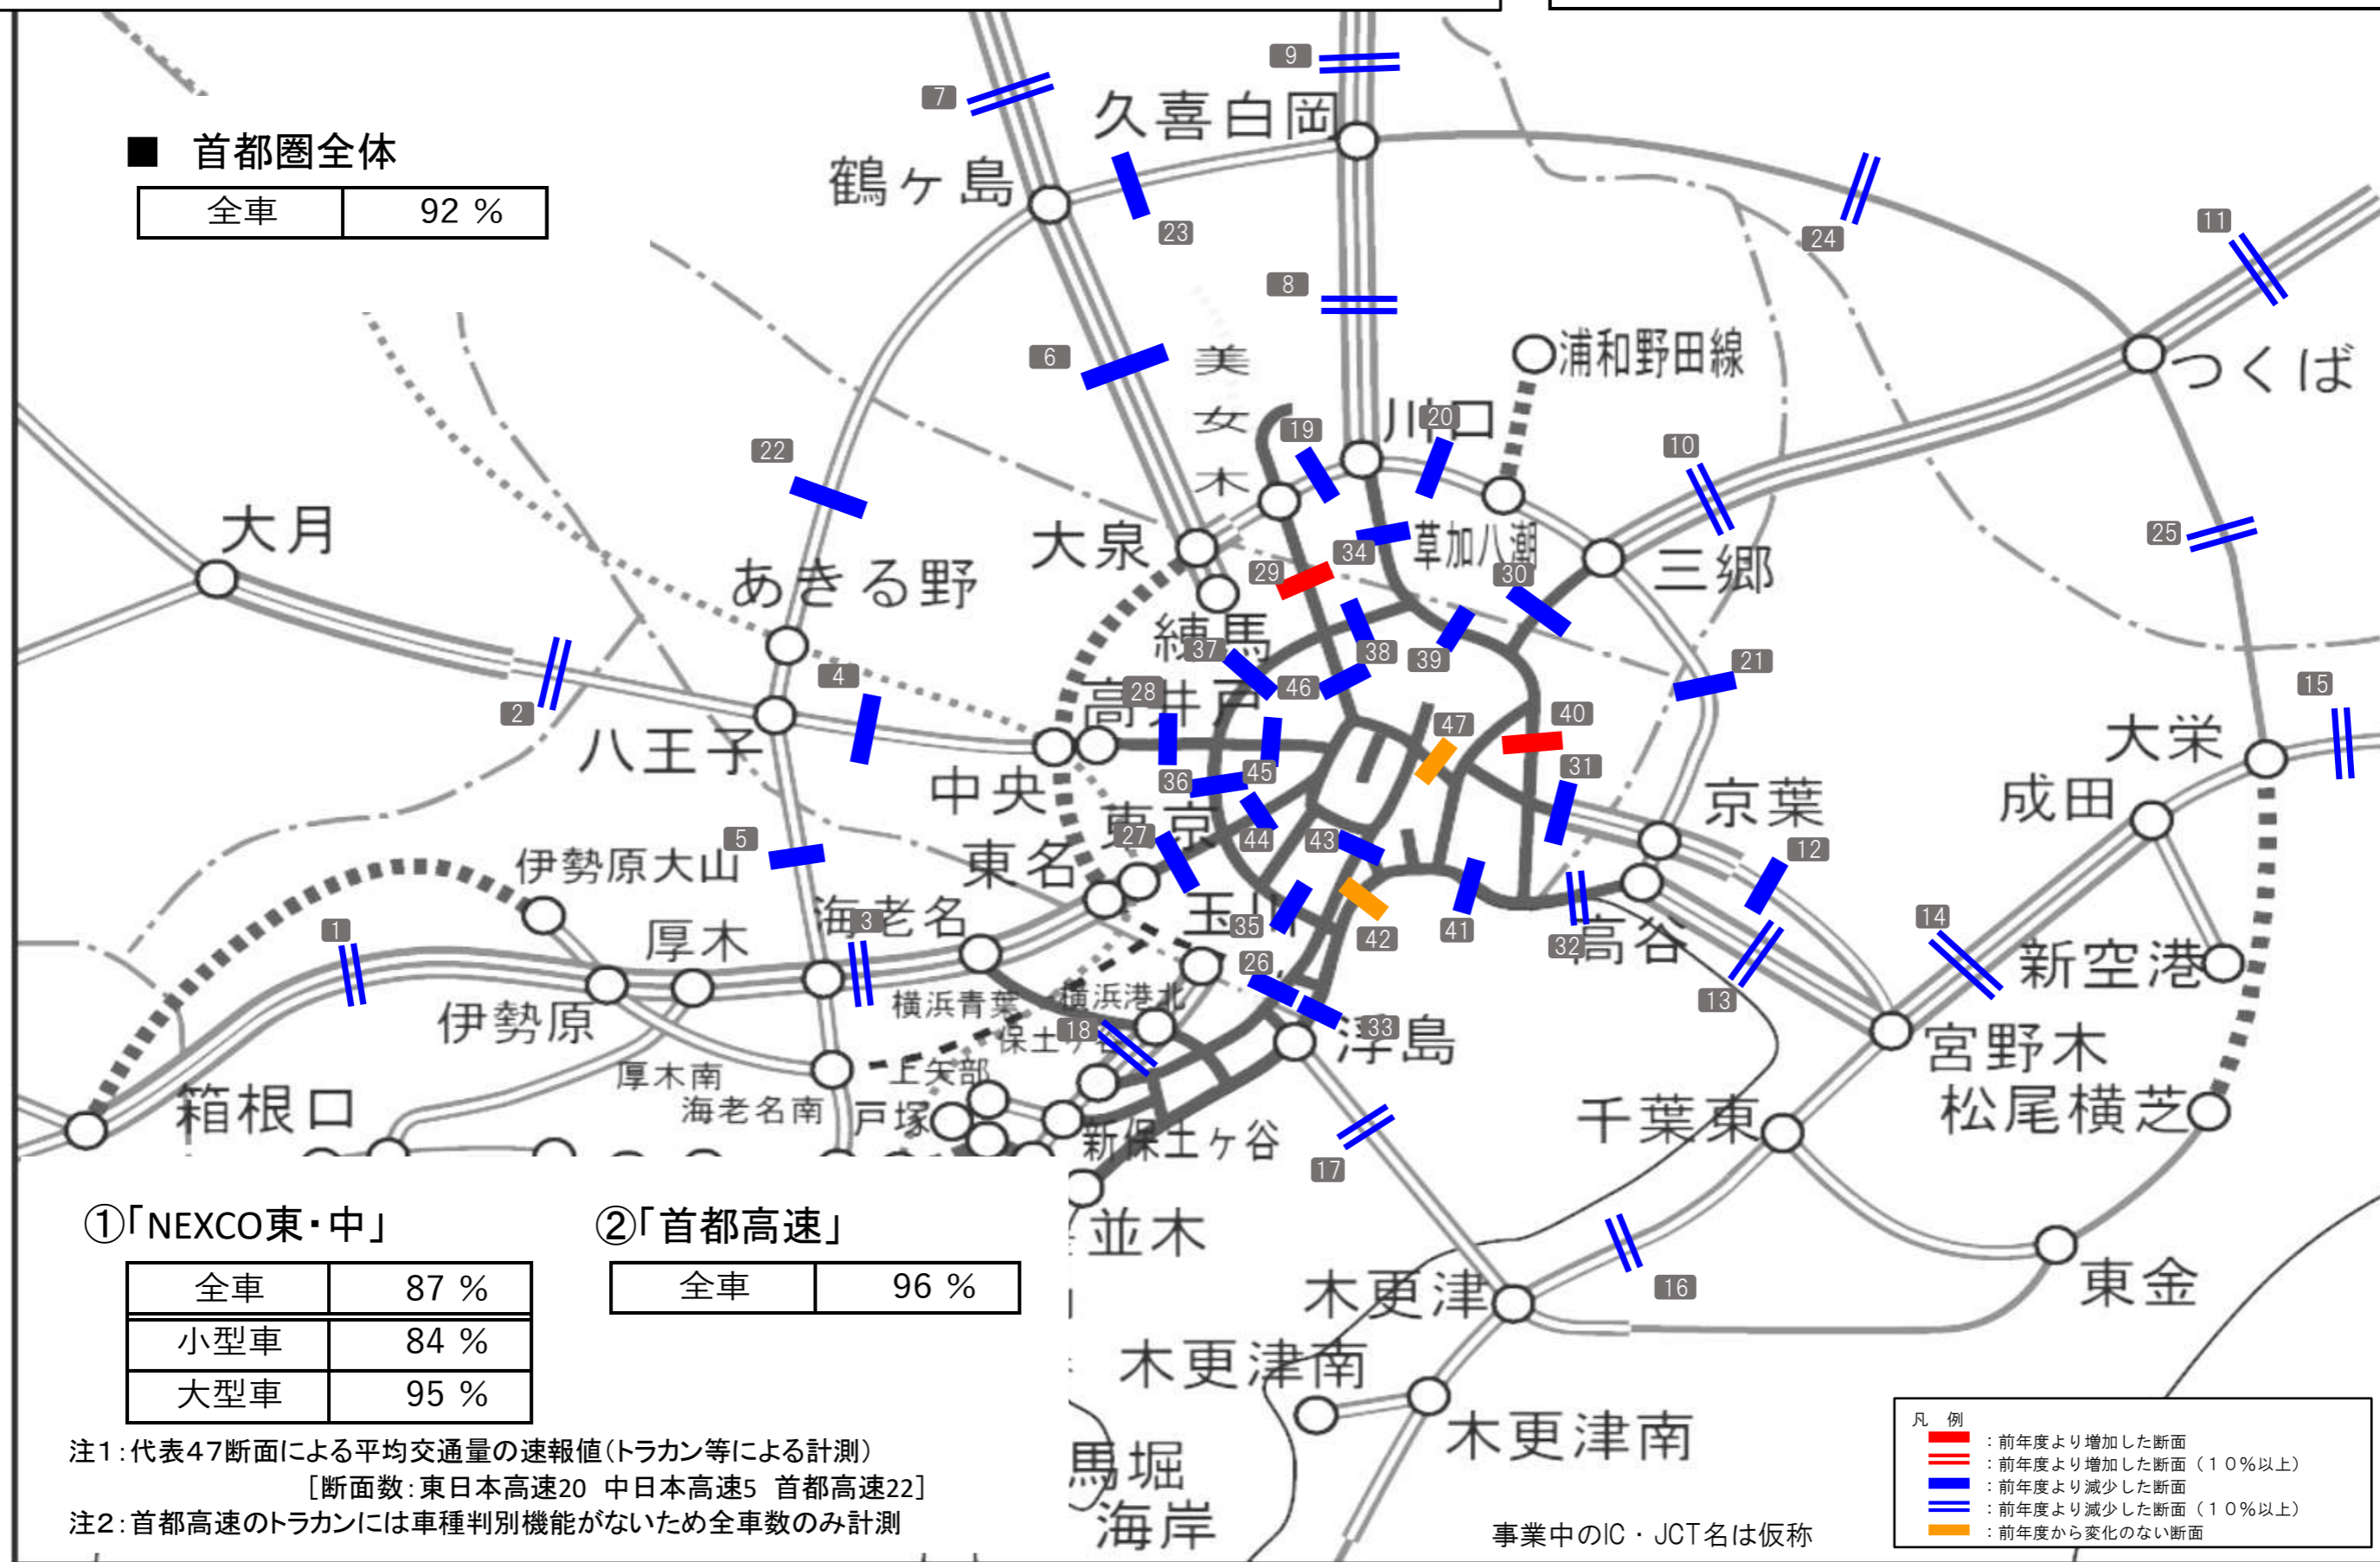 9
7
久喜白岡
■ 首都圏全体
鶴ヶ島
全車 92 %
23
24
11
8
6
美女木
浦和野田線
つくば
川口
19
20
10
22
大月
大泉
草加八潮
三郷
25
あきる野
34
29
30
練馬
37
38
39
21
4
28
46
高井戸
15
2
47
40
八王子
大栄
36
45
31
中央
京葉
成田
東京
5
27
44
43
12
伊勢原大山
東名
海老名
3
玉川
1
厚木
35
42
41
32
高谷
14
新空港
26
伊勢原
横浜青葉
横浜港北
13
18
保土ヶ谷
33
浮島
宮野木
厚木南
上矢部
海老名南
戸塚
箱根口
千葉東
松尾横芝
新保土ヶ谷
17
①「NEXCO東・中」
②「首都高速」
並木
全車 87 %
全車 96 %
16
木更津
東金
小型車 84 %
木更津南
大型車 95 %
木更津南
注1:代表47断面による平均交通量の速報値(トラカン等による計測)
[断面数:東日本高速20 中日本高速5 首都高速22]
注2:首都高速のトラカンには車種判別機能がないため全車数のみ計測
馬堀
海岸
事業中のIC・JCT名は仮称
凡 例
:前年度より増加した断面
:前年度より増加した断面(10%以上)
:前年度より減少した断面
:前年度より減少した断面(10%以上)
:前年度から変化のない断面